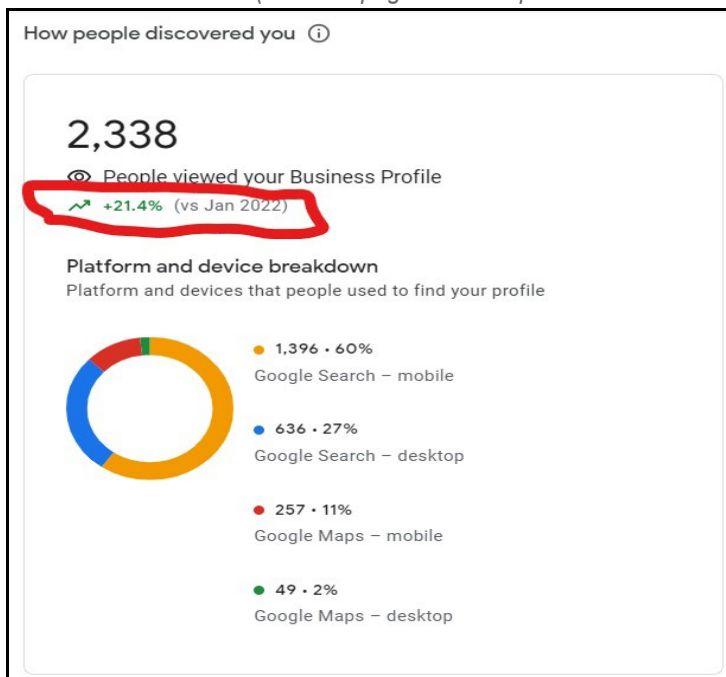 How people discovered you
2,338
People viewed your Business Profile
+21.4% (vs Jan 2022)
Platform and device breakdown
Platform and devices that people used to find your profile
1,396 • 60%
Google Search – mobile
636 • 27%
Google Search – desktop
257 • 11%
Google Maps – mobile
49 • 2%
Google Maps – desktop